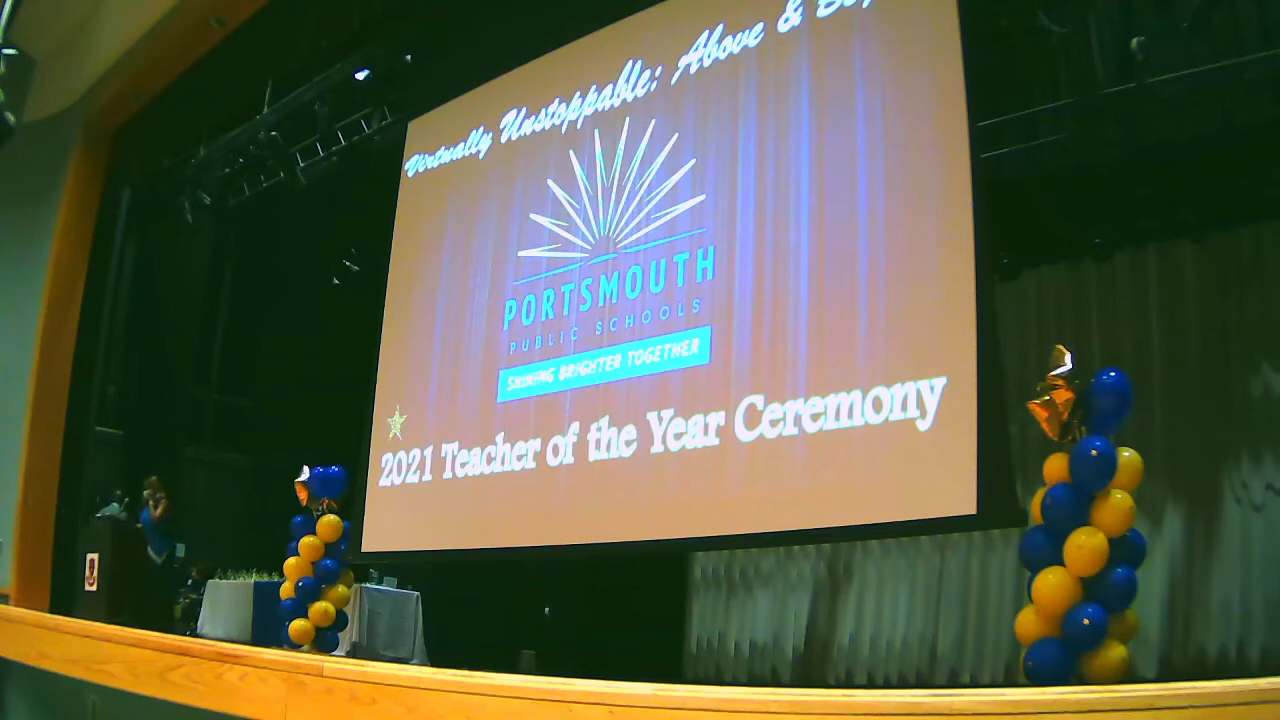 Virtually Unstoppable: Above &
PORTSMOUTH
PUBLIC SCHOOLS
SHINING BRIGHTER TOGETHER
2021 Teacher of the Year Ceremony